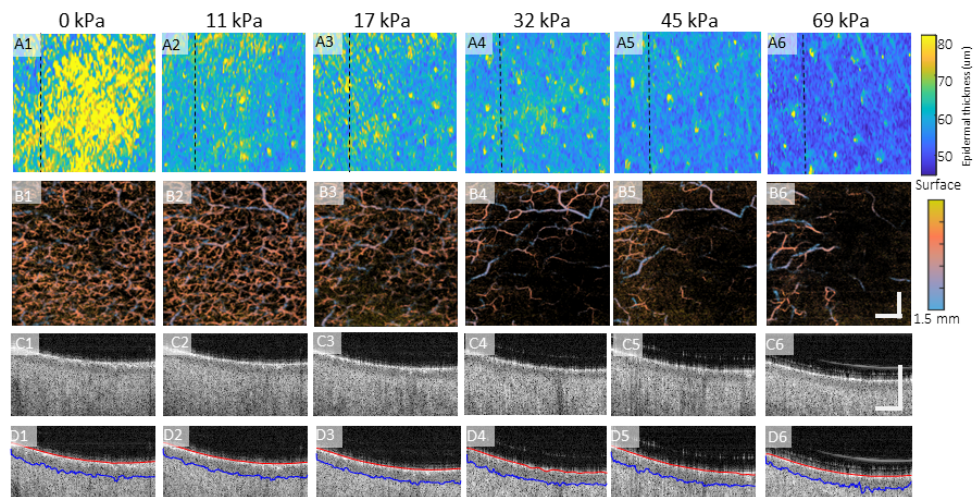 0 kPa 11 kPa 17 kPa 32 kPa 45 kPa 69 kPa
A1 A2 A3 A4 A5 A6
80
70
60
50
Epidermal thickness (um)
B1 B2 B3 B4 B5 B6
Surface
1.5 mm
C1 C2 C3 C4 C5 C6
D1 D2 D3 D4 D5 D6